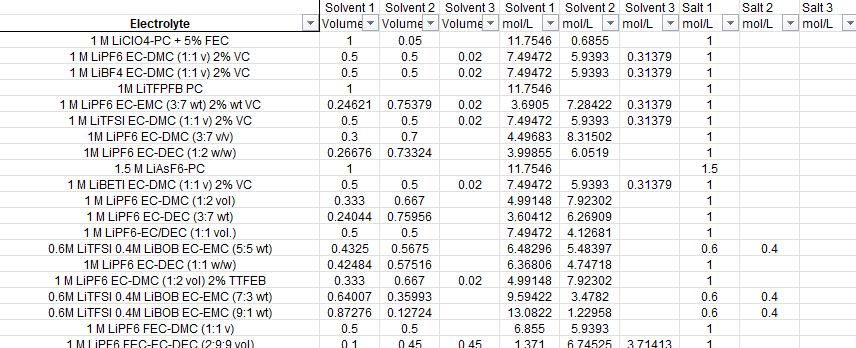 Solvent 1 Solvent 2 Solvent 3 Solvent 1 Solvent 2 Solvent 3 Salt 1 Salt 2 Salt 3
Electrolyte Volume Volume Volume mol/L mol/L mol/L mol/L mol/L mol/L
1 M LiClO4-PC + 5% FEC 1 0.05 11.7546 0.6855 1
1 M LiPF6 EC-DMC (1:1 v) 2% VC 0.5 0.5 0.02 7.49472 5.9393 0.31379 1
1 M LiBF4 EC-DMC (1:1 v) 2% VC 0.5 0.5 0.02 7.49472 5.9393 0.31379 1
1M LiTFPFB PC 1 11.7546 1
1 M LiPF6 EC-EMC (3:7 wt) 2% wt VC 0.24621 0.75379 0.02 3.6905 7.28422 0.31379 1
1 M LiTFSI EC-DMC (1:1 v) 2% VC 0.5 0.5 0.02 7.49472 5.9393 0.31379 1
1M LiPF6 EC-DMC (3:7 v/v) 0.3 0.7 4.49683 8.31502 1
1M LiPF6 EC-DEC (1:2 w/w) 0.26676 0.73324 3.99855 6.0519 1
1.5 M LiAsF6-PC 1 11.7546 1.5
1 M LiBETI EC-DMC (1:1 v) 2% VC 0.5 0.5 0.02 7.49472 5.9393 0.31379 1
1 M LiPF6 EC-DMC (1:2 vol) 0.333 0.667 4.99148 7.92302 1
1 M LiPF6 EC-DEC (3:7 wt) 0.24044 0.75956 3.60412 6.26909 1
1 M LiPF6-EC/DEC (1:1 vol.) 0.5 0.5 7.49472 4.12681 1
0.6M LiTFSI 0.4M LiBOB EC-EMC (5:5 wt) 0.4325 0.5675 6.48296 5.48397 0.6 0.4
1M LiPF6 EC-DEC (1:1 w/w) 0.42484 0.57516 6.36806 4.74718 1
1 M LiPF6 EC-DMC (1:2 vol) 2% TTFEB 0.333 0.667 0.02 4.99148 7.92302 1
0.6M LiTFSI 0.4M LiBOB EC-EMC (7:3 wt) 0.64007 0.35993 9.59422 3.4782 0.6 0.4
0.6M LiTFSI 0.4M LiBOB EC-EMC (9:1 wt) 0.87276 0.12724 13.0822 1.22958 0.6 0.4
1 M LiPF6 FEC-DMC (1:1 v) 0.5 0.5 6.855 5.9393 1
1 M LiPF6 FEC-EC-DEC (2:9:9 vol) 0.1 0.45 0.45 1.371 6.74525 3.71413 1